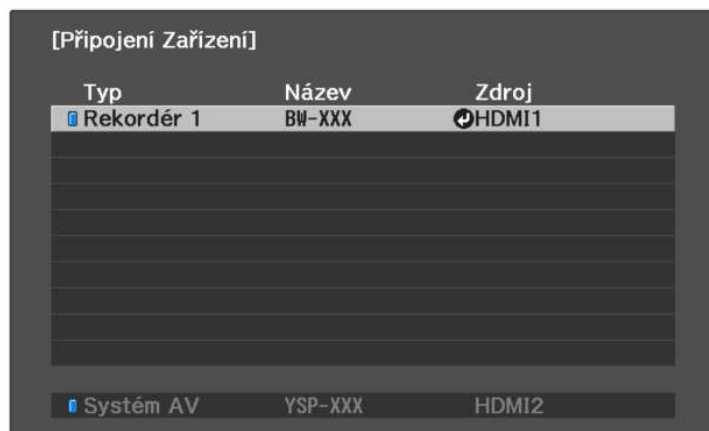 [Připojení Zařízení]
Typ Název Zdroj
Rekordér 1 BW-XXX HDMI1
Systém AV YSP-XXX HDMI2